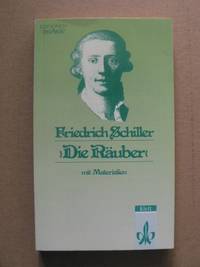 Friedrich Schiller
›Die Räuber‹
mit Materialien
Klett